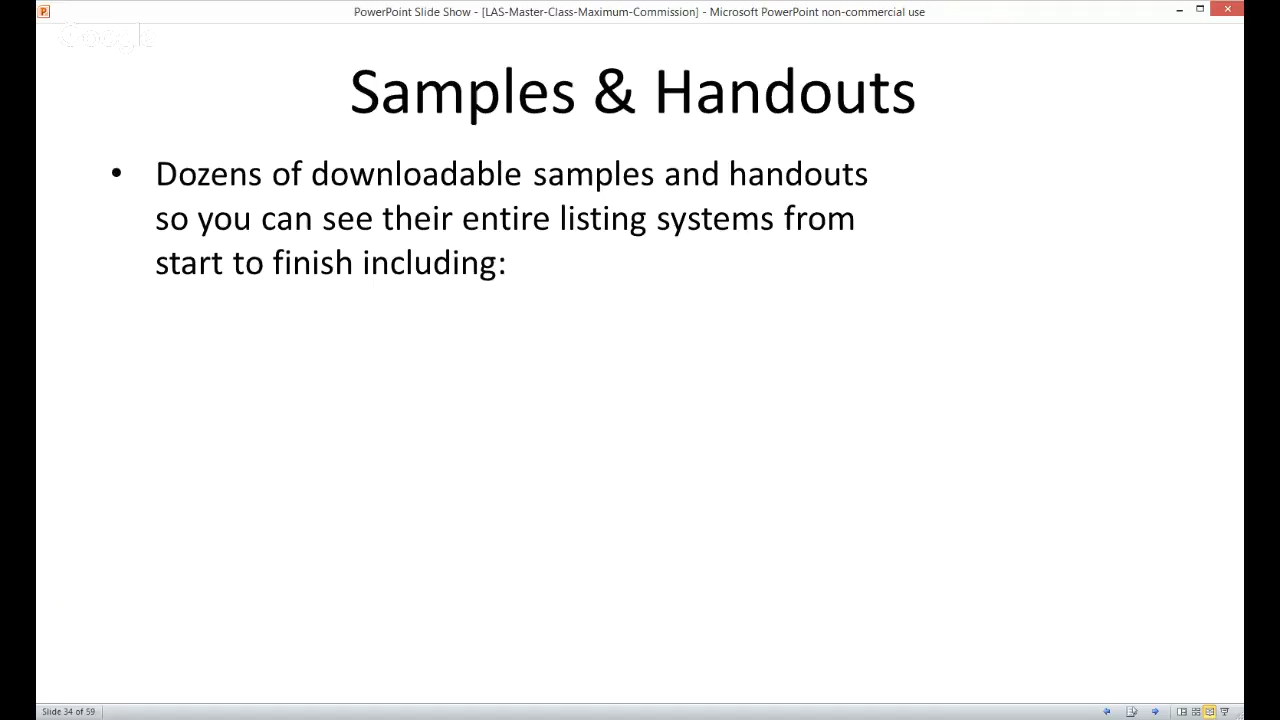 PowerPoint Slide Show - [LAS-Master-Class-Maximum-Commission] - Microsoft PowerPoint non-commercial use
Google
Samples & Handouts
• Dozens of downloadable samples and handouts
so you can see their entire listing systems from
start to finish including:
Slide 34 of 59